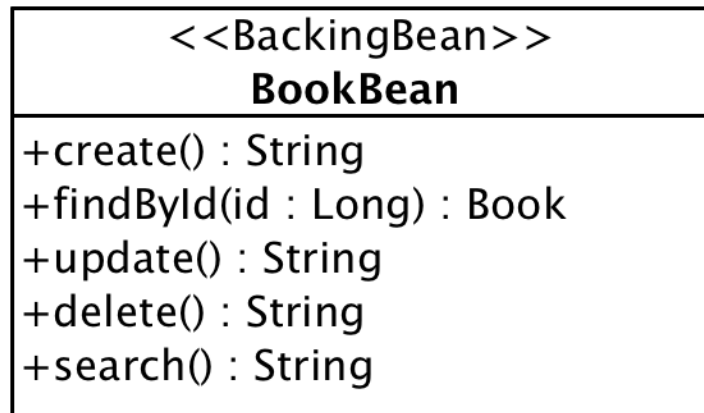 <<BackingBean>>
BookBean
+create() : String
+findById(id : Long) : Book
+update() : String
+delete() : String
+search() : String